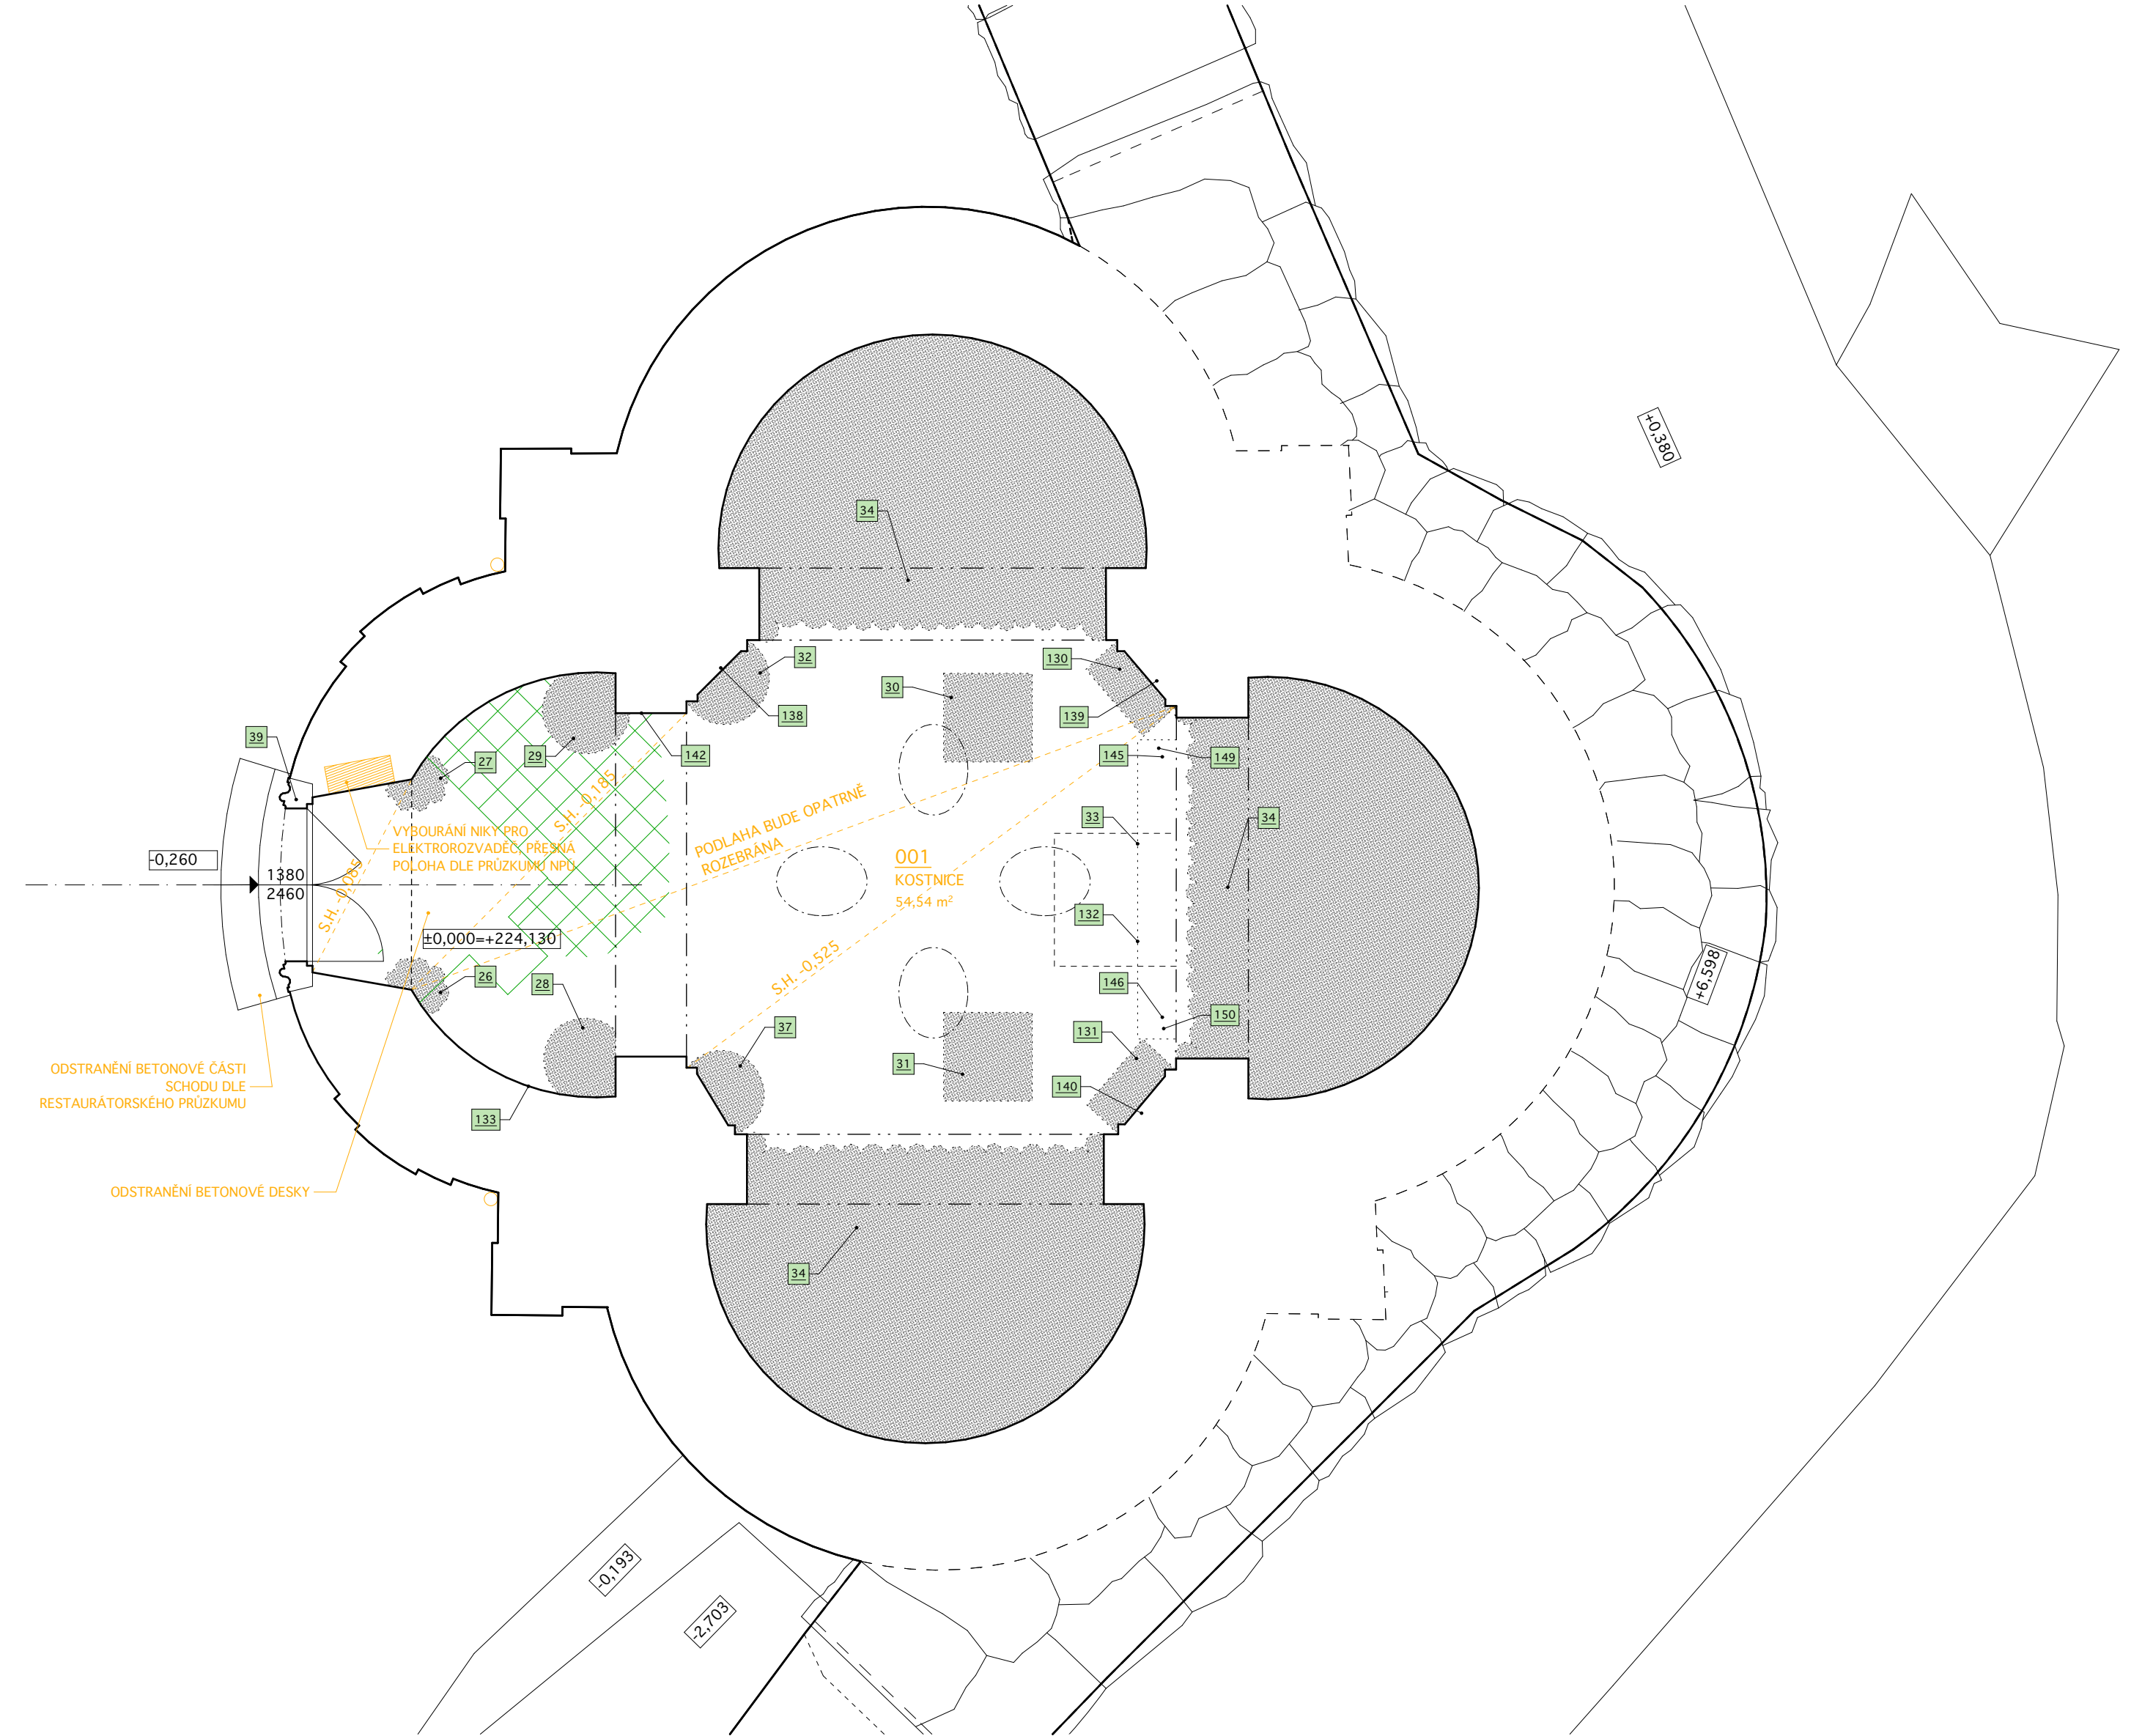 +0,380
34
32
130
30
138
139
39
142
145
149
27
29
S.H. -0,185
33
34
PODLAHA BUDE OPATRNĚ
ROZEBRÁNA
VYBOURÁNÍ NIKY PRO
ELEKTROROZVADĚČ, PŘESNÁ
POLOHA DLE PRŮZKUMU NPÚ
-0,260
001
KOSTNICE
54,54 m²
1380
2460
S.H. -0,085
132
±0,000=+224,130
S.H. -0,525
26
28
146
+6,598
150
37
131
31
140
ODSTRANĚNÍ BETONOVÉ ČÁSTI
SCHODU DLE
RESTAURÁTORSKÉHO PRŮZKUMU
133
ODSTRANĚNÍ BETONOVÉ DESKY
34
-0,193
-2,703